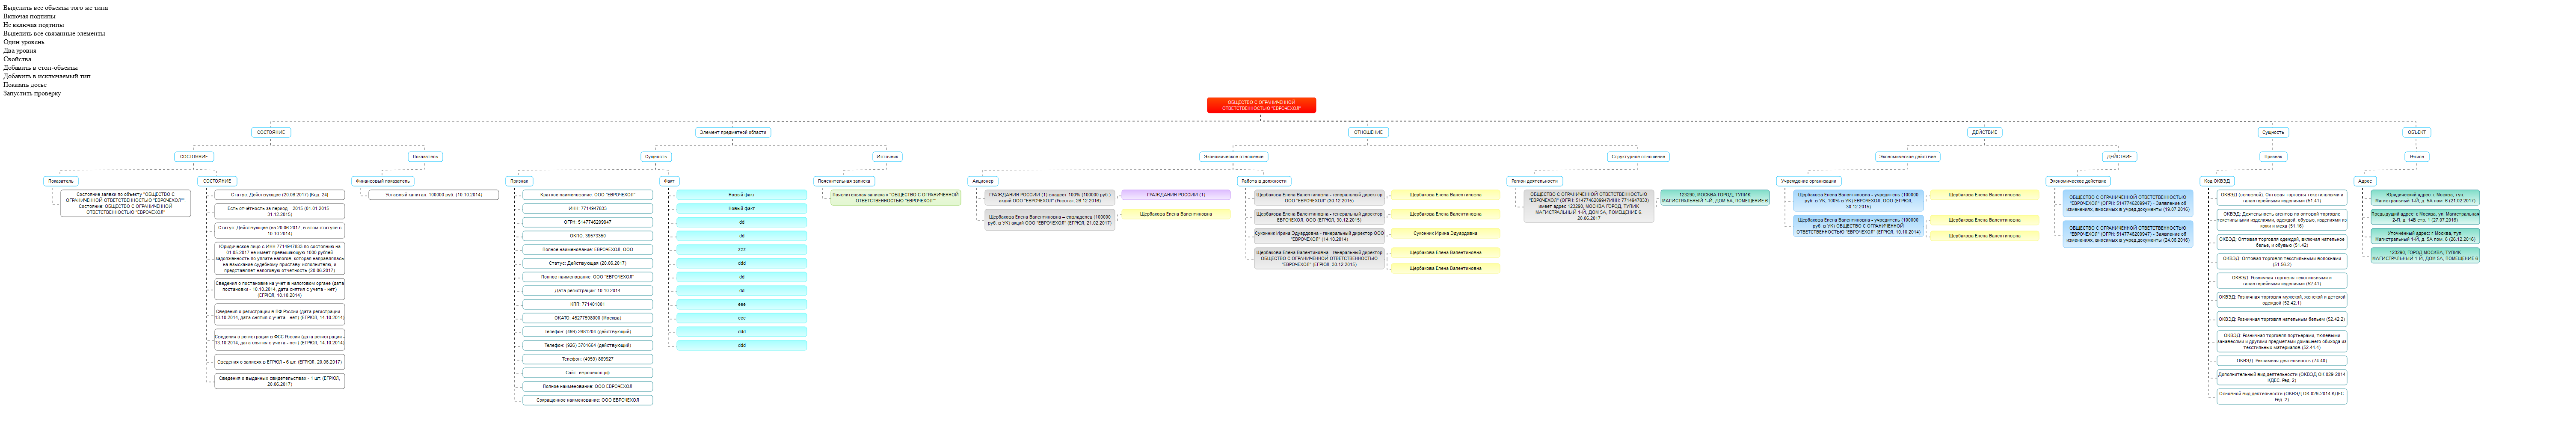 Выделить все объекты того же типа
Включая подтипы
Не включая подтипы
Выделить все связанные элементы
Один уровень
Два уровня
Свойства
Добавить в стоп-объекты
Добавить в исключаемый тип
Показать досье
Запустить проверку
ОБЩЕСТВО С ОГРАНИЧЕННОЙ
ОТВЕТСТВЕННОСТЬЮ "ЕВРОЧЕХОЛ"
СОСТОЯНИЕ
Элемент предметной области
ОТНОШЕНИЕ
ДЕЙСТВИЕ
Сущность
ОБЪЕКТ
СОСТОЯНИЕ
Показатель
Сущность
Источник
Экономическое отношение
Структурное отношение
Экономическое действие
ДЕЙСТВИЕ
Признак
Регион
Показатель
СОСТОЯНИЕ
Финансовый показатель
Признак
Факт
Пояснительная записка
Акционер
Работа в должности
Регион деятельности
Учреждение организации
Экономическое действие
Код ОКВЭД
Адрес
Состояние заявки по объекту "ОБЩЕСТВО С
ОГРАНИЧЕННОЙ ОТВЕТСТВЕННОСТЬЮ "ЕВРОЧЕХОЛ"":
Состояние: ОБЩЕСТВО С ОГРАНИЧЕННОЙ
ОТВЕТСТВЕННОСТЬЮ "ЕВРОЧЕХОЛ"
Статус: Действующее (20.06.2017) [Код: 24]
Есть отчётность за период – 2015 (01.01.2015 -
31.12.2015)
Статус: Действующее (на 20.06.2017, в этом статусе с
10.10.2014)
Юридическое лицо с ИНН 7714947833 по состоянию на
01.05.2017 не имеет превышающую 1000 рублей
задолженность по уплате налогов, которая направлялась
на взыскание судебному приставу-исполнителю, и
представляет налоговую отчетность (20.06.2017)
Сведения о постановке на учет в налоговом органе (дата
постановки - 10.10.2014, дата снятия с учета - нет)
(ЕГРЮЛ, 10.10.2014)
Сведения о регистрации в ПФ России (дата регистрации -
13.10.2014, дата снятия с учета - нет) (ЕГРЮЛ, 14.10.2014)
Сведения о регистрации в ФСС России (дата регистрации -
13.10.2014, дата снятия с учета - нет) (ЕГРЮЛ, 14.10.2014)
Сведения о записях в ЕГРЮЛ - 6 шт. (ЕГРЮЛ, 20.06.2017)
Сведения о выданных свидетельствах - 1 шт. (ЕГРЮЛ,
20.06.2017)
Уставный капитал: 100000 руб. (10.10.2014)
Краткое наименование: ООО "ЕВРОЧЕХОЛ"
ИНН: 7714947833
ОГРН: 5147746209947
ОКПО: 39573350
Полное наименование: ЕВРОЧЕХОЛ, ООО
Статус: Действующая (20.06.2017)
Полное наименование: ООО "ЕВРОЧЕХОЛ"
Дата регистрации: 10.10.2014
КПП: 771401001
ОКАТО: 45277598000 (Москва)
Телефон: (499) 2681204 (действующий)
Телефон: (926) 3701664 (действующий)
Телефон: (4959) 889927
Сайт: еврочехол.рф
Полное наименование: ООО ЕВРОЧЕХОЛ
Сокращенное наименование: ООО ЕВРОЧЕХОЛ
Новый факт
Новый факт
dd
dd
zzz
ddd
dd
dd
eee
eee
ddd
ddd
Пояснительная записка к "ОБЩЕСТВО С ОГРАНИЧЕННОЙ
ОТВЕТСТВЕННОСТЬЮ "ЕВРОЧЕХОЛ""
ГРАЖДАНИН РОССИИ (1) владеет 100% (100000 руб.)
акций ООО "ЕВРОЧЕХОЛ" (Росстат, 26.12.2016)
ГРАЖДАНИН РОССИИ (1)
Щербакова Елена Валентиновна – совладелец (100000
руб. в УК) акций ООО "ЕВРОЧЕХОЛ" (ЕГРЮЛ, 21.02.2017)
Щербакова Елена Валентиновна
Щербакова Елена Валентиновна - генеральный директор
ООО "ЕВРОЧЕХОЛ" (30.12.2015)
Щербакова Елена Валентиновна
Щербакова Елена Валентиновна - генеральный директор
ЕВРОЧЕХОЛ, ООО (ЕГРЮЛ, 30.12.2015)
Щербакова Елена Валентиновна
Сухомник Ирина Эдуардовна - генеральный директор ООО
"ЕВРОЧЕХОЛ" (14.10.2014)
Сухомник Ирина Эдуардовна
Щербакова Елена Валентиновна - генеральный директор
ОБЩЕСТВО С ОГРАНИЧЕННОЙ ОТВЕТСТВЕННОСТЬЮ
"ЕВРОЧЕХОЛ" (ЕГРЮЛ, 30.12.2015)
Щербакова Елена Валентиновна
Щербакова Елена Валентиновна
ОБЩЕСТВО С ОГРАНИЧЕННОЙ ОТВЕТСТВЕННОСТЬЮ
"ЕВРОЧЕХОЛ" (ОГРН: 5147746209947ИНН: 7714947833)
имеет адрес 123290, МОСКВА ГОРОД, ТУПИК
МАГИСТРАЛЬНЫЙ 1-Й, ДОМ 5А, ПОМЕЩЕНИЕ 6
20.06.2017
123290, МОСКВА ГОРОД, ТУПИК
МАГИСТРАЛЬНЫЙ 1-Й, ДОМ 5А, ПОМЕЩЕНИЕ 6
Щербакова Елена Валентиновна - учредитель (100000
руб. в УК, 100% в УК) ЕВРОЧЕХОЛ, ООО (ЕГРЮЛ,
30.12.2015)
Щербакова Елена Валентиновна
Щербакова Елена Валентиновна - учредитель (100000
руб. в УК) ОБЩЕСТВО С ОГРАНИЧЕННОЙ
ОТВЕТСТВЕННОСТЬЮ "ЕВРОЧЕХОЛ" (ЕГРЮЛ, 10.10.2014)
Щербакова Елена Валентиновна
Щербакова Елена Валентиновна
ОБЩЕСТВО С ОГРАНИЧЕННОЙ ОТВЕТСТВЕННОСТЬЮ
"ЕВРОЧЕХОЛ" (ОГРН: 5147746209947) - Заявление об
изменениях, вносимых в учред.документы (19.07.2016)
ОБЩЕСТВО С ОГРАНИЧЕННОЙ ОТВЕТСТВЕННОСТЬЮ
"ЕВРОЧЕХОЛ" (ОГРН: 5147746209947) - Заявление об
изменениях, вносимых в учред.документы (24.08.2016)
ОКВЭД (основной): Оптовая торговля текстильными и
галантерейными изделиями (51.41)
ОКВЭД: Деятельность агентов по оптовой торговле
текстильными изделиями, одеждой, обувью, изделиями из
кожи и меха (51.16)
ОКВЭД: Оптовая торговля одеждой, включая нательное
белье, и обувью (51.42)
ОКВЭД: Оптовая торговля текстильными волокнами
(51.56.2)
ОКВЭД: Розничная торговля текстильными и
галантерейными изделиями (52.41)
ОКВЭД: Розничная торговля мужской, женской и детской
одеждой (52.42.1)
ОКВЭД: Розничная торговля нательным бельем (52.42.2)
ОКВЭД: Розничная торговля портьерами, тюлевыми
занавесями и другими предметами домашнего обихода из
текстильных материалов (52.44.4)
ОКВЭД: Рекламная деятельность (74.40)
Дополнительный вид деятельности (ОКВЭД ОК 029-2014
КДЕС. Ред. 2)
Основной вид деятельности (ОКВЭД ОК 029-2014 КДЕС.
Ред. 2)
Юридический адрес: г Москва, туп
Магистральный 1-Й, д. 5А пом. 6 (21.02.2017)
Предыдущий адрес: г Москва, ул. Магистральная
2-Я, д. 14В стр. 1 (27.07.2016)
Уточнённый адрес: г Москва, туп.
Магистральный 1-Й, д. 5А пом. 6 (26.12.2016)
123290, ГОРОД МОСКВА, ТУПИК
МАГИСТРАЛЬНЫЙ 1-Й, ДОМ 5А, ПОМЕЩЕНИЕ 6